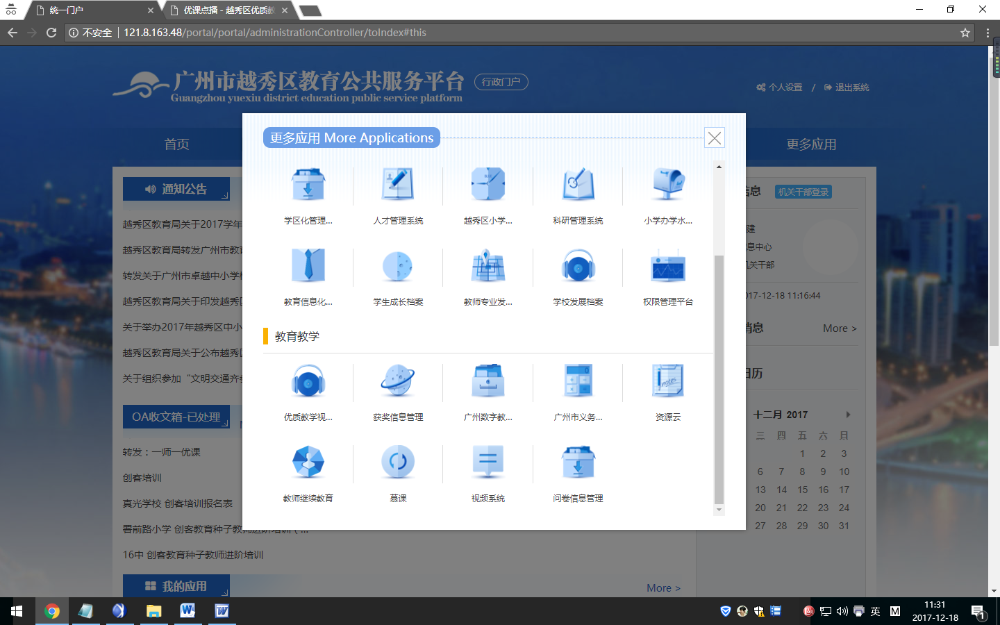 统一门户
优课点播 - 越秀区优质教
不安全 121.8.163.48/portal/portal/administrationController/toIndex#this
广州市越秀区教育公共服务平台
Guangzhou yuexiu district education public service platform
行政门户
个人设置 / 退出系统
首页
更多应用
更多应用 More Applications
学区化管理...
人才管理系统
越秀区小学...
科研管理系统
小学办学水...
教育信息化...
学生成长档案
教师专业发...
学校发展档案
权限管理平台
教育教学
优质教学视...
获奖信息管理
广州数字教...
广州市义务...
资源云
教师继续教育
慕课
视频系统
问卷信息管理
通知公告
越秀区教育局关于2017学年
越秀区教育局转发广州市教育
转发关于广州市卓越中小学校
越秀区教育局关于印发越秀区
关于举办2017年越秀区中小
越秀区教育局关于公布越秀区
关于组织参加“文明交通齐参
OA收文箱-已处理
转发：一师一优课
创客培训
真光学校 创客培训报名表
署前路小学 创客教育种子教师进阶培训（...
16中 创客教育种子教师进阶培训
我的应用
More >
信息 机关干部登录
建
信息中心
机关干部
2017-12-18 11:16:44
消息 More >
日历
十二月 2017
三 四 五 六 日
1 2 3
6 7 8 9 10
13 14 15 16 17
20 21 22 23 24
27 28 29 30 31
英 M
11:31
2017-12-18
1